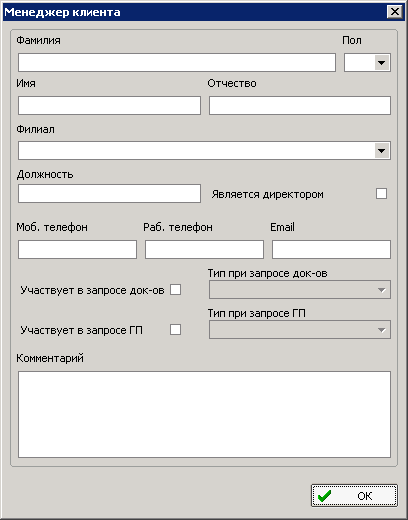 Менеджер клиента
Фамилия Пол
Имя Отчество
Филиал
Должность
Является директором
Моб. телефон Раб. телефон Email
Тип при запросе док-ов
Участвует в запросе док-ов
Тип при запросе ГП
Участвует в запросе ГП
Комментарий
OK